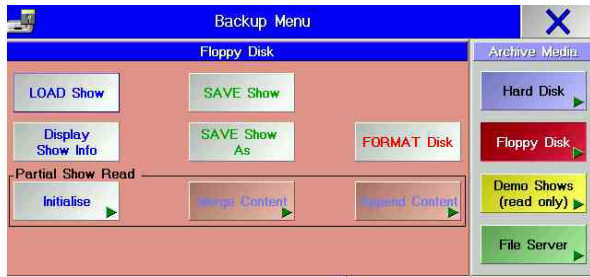 Backup Menu
Floppy Disk
Archive Media
LOAD Show
SAVE Show
Hard Disk
Display
Show Info
SAVE Show
As
FORMAT Disk
Floppy Disk
Partial Show Read
Initialise
Merge Content
Append Content
Demo Shows
(read only)
File Server